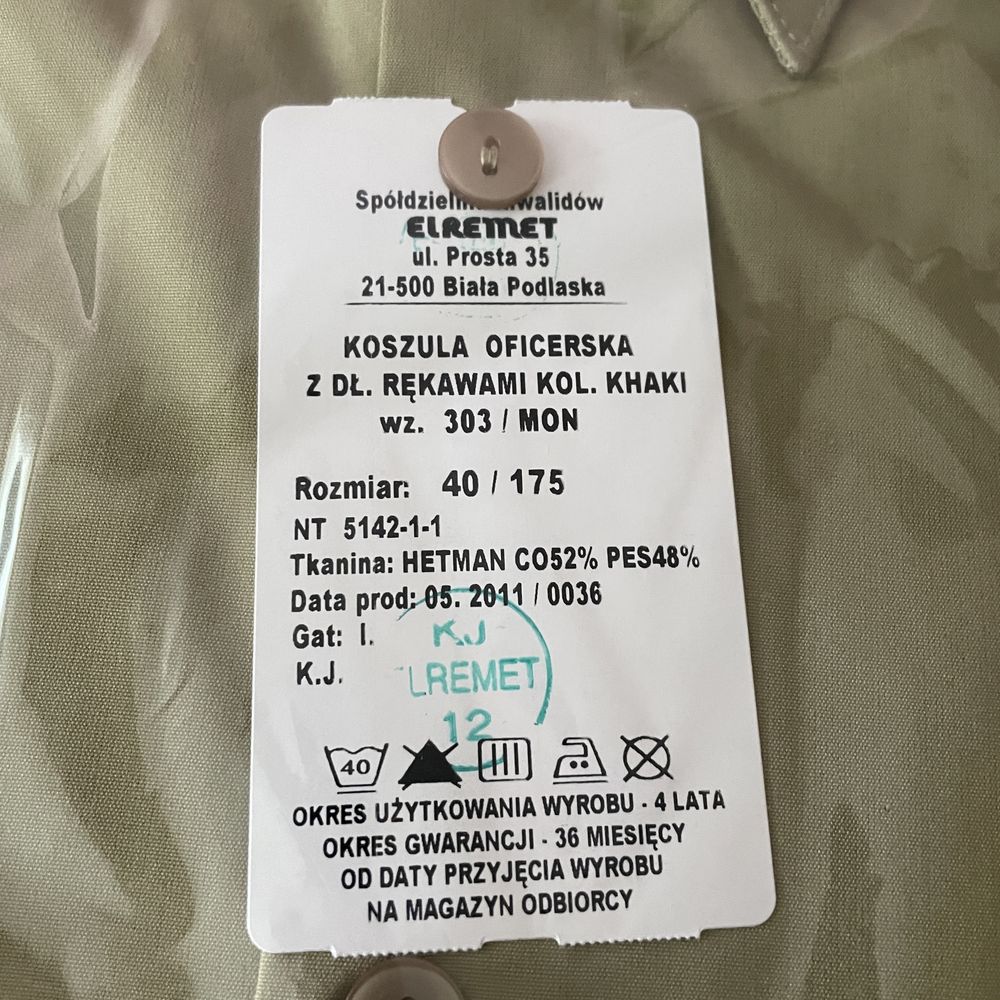 Spółdzielnia Inwalidów
ELREMET
ul. Prosta 35
21-500 Biała Podlaska
KOSZULA OFICERSKA
Z DŁ. RĘKAWAMI KOL. KHAKI
wz. 303 / MON
Rozmiar: 40 / 175
NT 5142-1-1
Tkanina: HETMAN CO52% PES48%
Data prod: 05. 2011 / 0036
Gat: I.
K.J.
KJ
LREMET
12
40
OKRES UŻYTKOWANIA WYROBU - 4 LATA
OKRES GWARANCJI - 36 MIESIĘCY
OD DATY PRZYJĘCIA WYROBU
NA MAGAZYN ODBIORCY